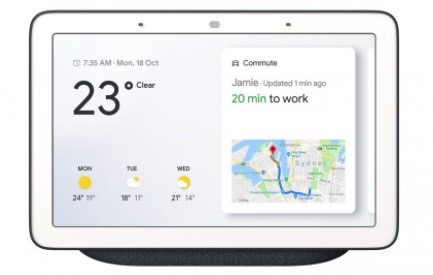 7:35 AM · Mon, 18 Oct
23° Clear
MON TUE WED
24° 19° 18° 11° 21° 14°
Commute
Jamie · Updated 1 min ago
20 min to work
Sydney